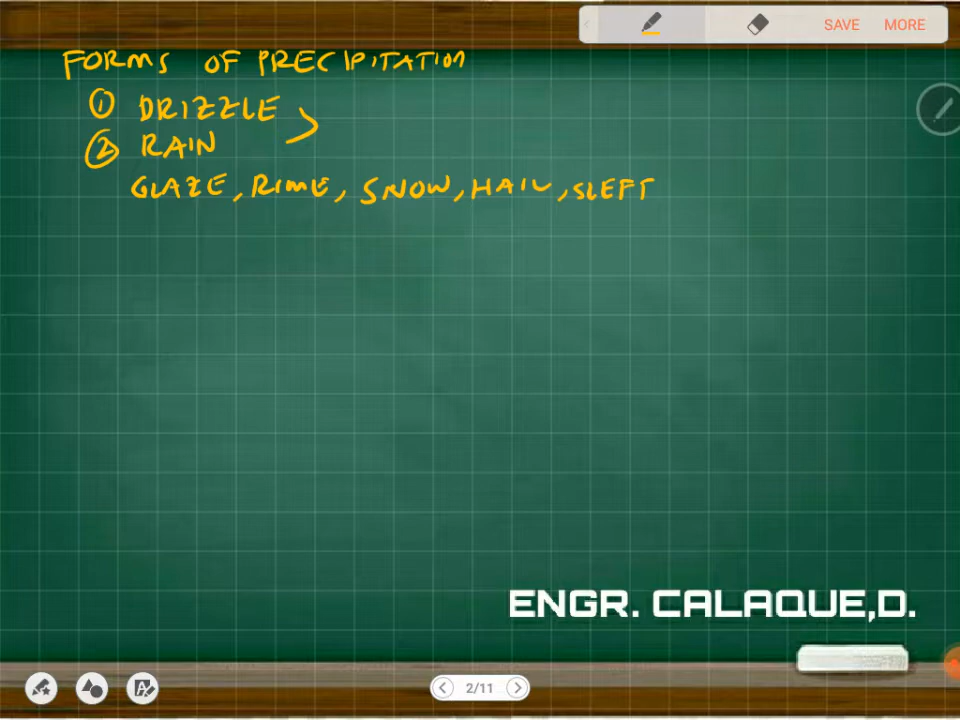 SAVE MORE
FORMS OF PRECIPITATION
① DRIZZLE
② RAIN
GLAZE, RIME, SNOW, HAIL, SLEET
ENGR. CALAQUE,D.
2/11